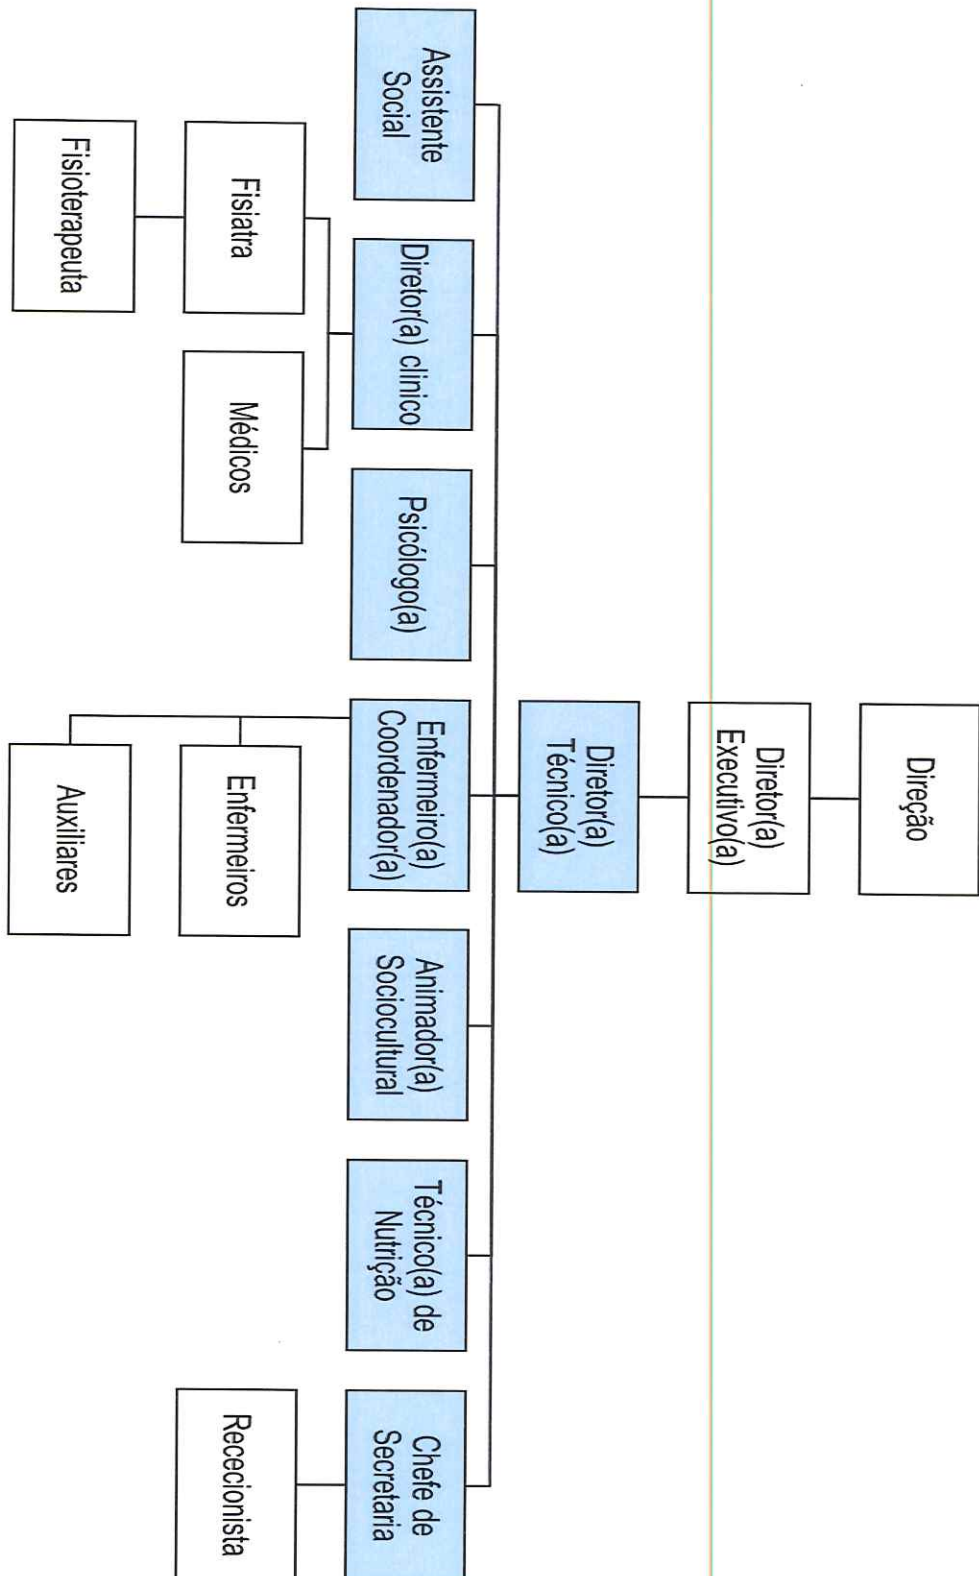 Direção
Diretor(a)
Executivo(a)
Diretor(a)
Técnico(a)
Assistente
Social
Diretor(a) clinico
Psicólogo(a)
Enfermeiro(a)
Coordenador(a)
Animador(a)
Sociocultural
Técnico(a) de
Nutrição
Chefe de
Secretaria
Fisiatra
Médicos
Enfermeiros
Rececionista
Fisioterapeuta
Auxiliares